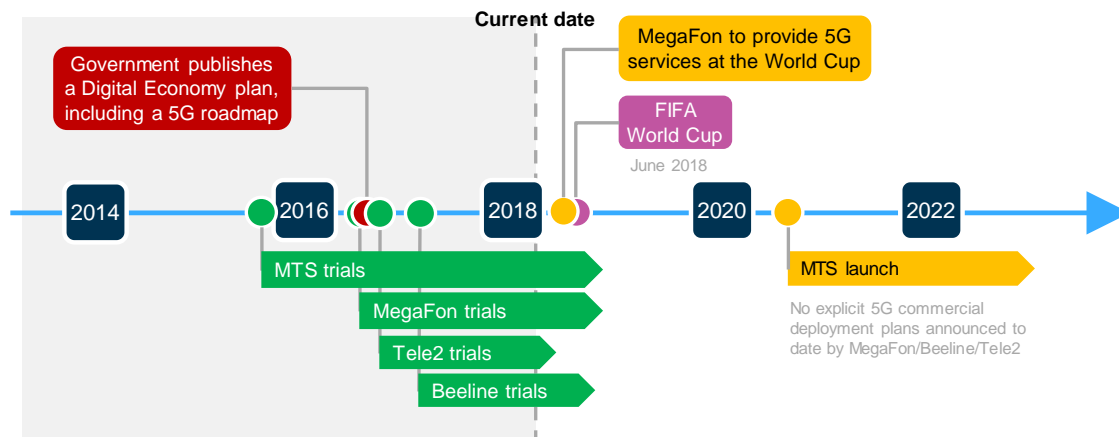 Current date
Government publishes
a Digital Economy plan,
including a 5G roadmap
MegaFon to provide 5G
services at the World Cup
FIFA
World Cup
June 2018
2014
2016
2018
2020
2022
MTS trials
MegaFon trials
Tele2 trials
Beeline trials
MTS launch
No explicit 5G commercial
deployment plans announced to
date by MegaFon/Beeline/Tele2